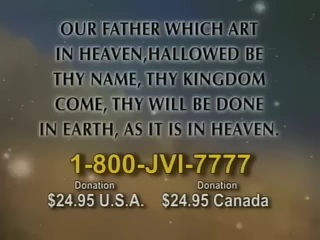 OUR FATHER WHICH ART
IN HEAVEN,HALLOWED BE
THY NAME, THY KINGDOM
COME, THY WILL BE DONE
IN EARTH, AS IT IS IN HEAVEN.
1-800-JVI-7777
Donation Donation
$24.95 U.S.A. $24.95 Canada